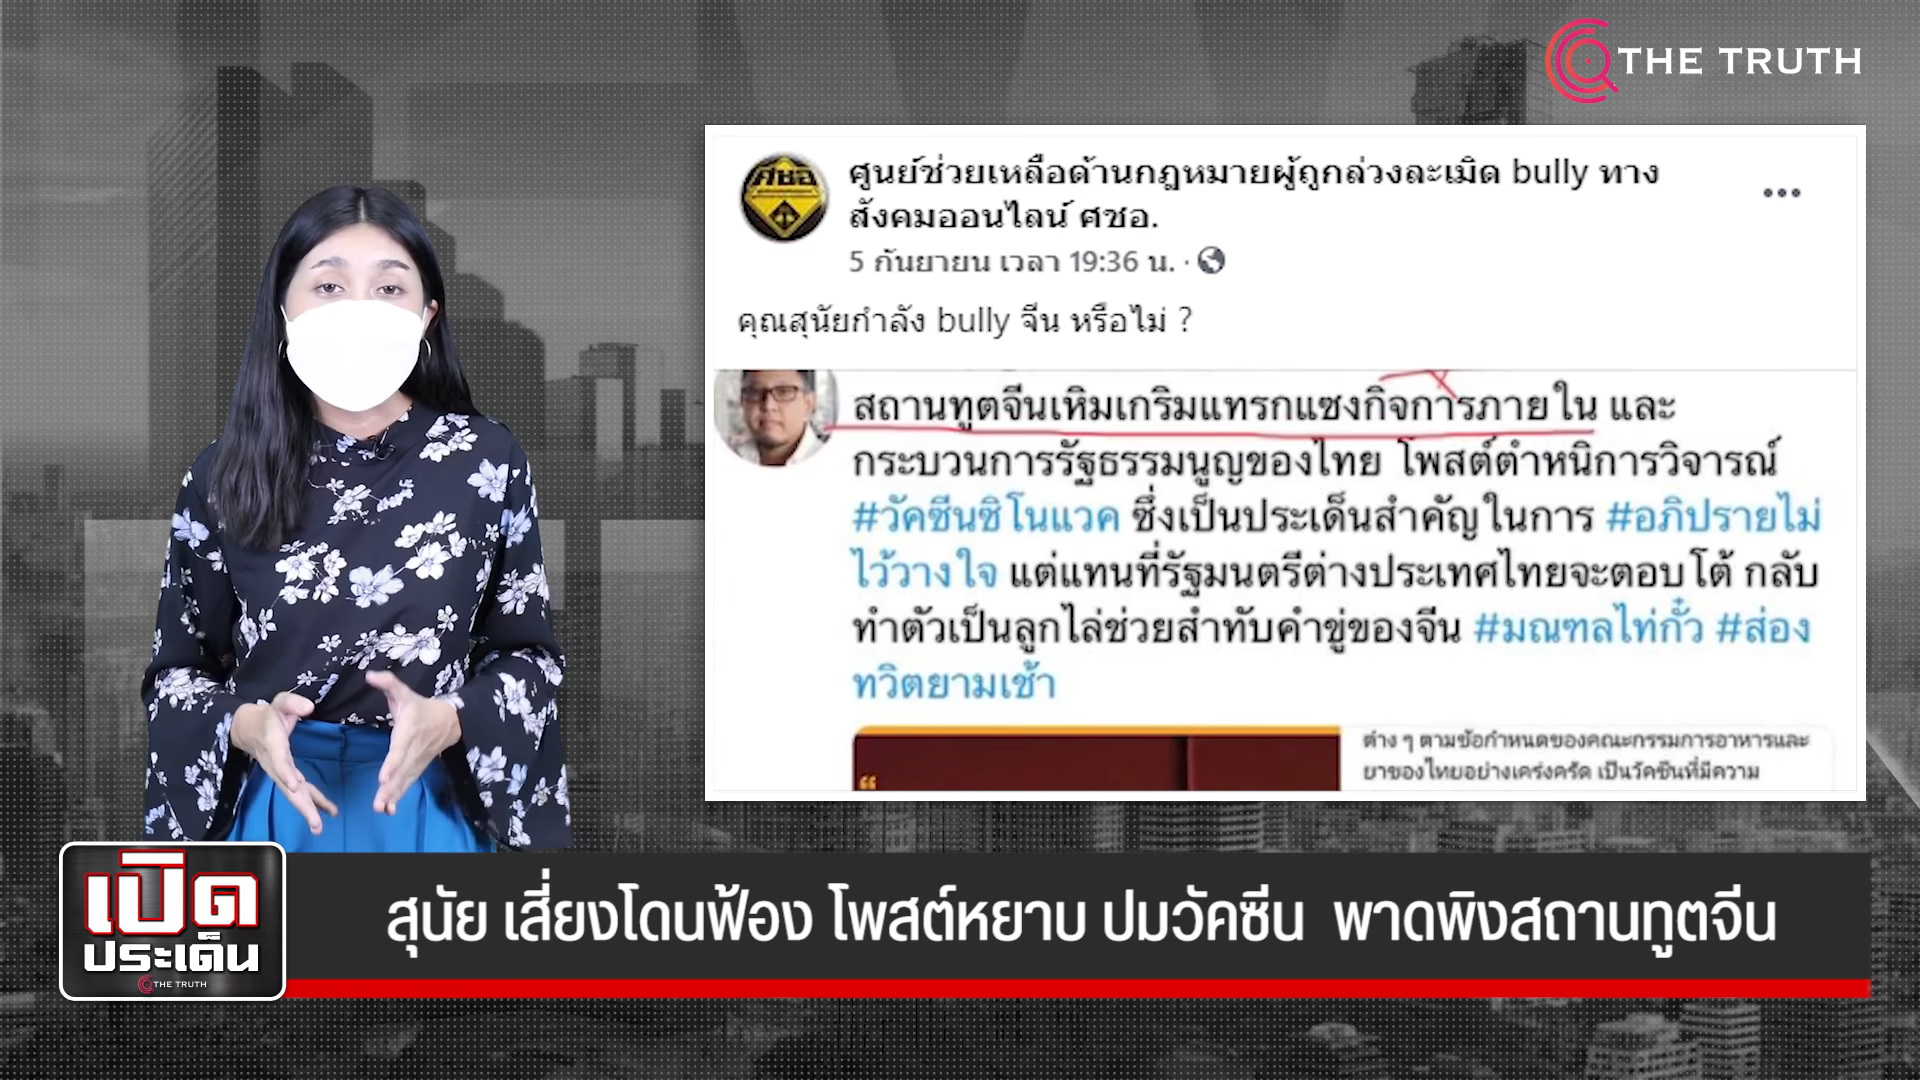 THE TRUTH
ศชอ
ศูนย์ช่วยเหลือด้านกฎหมายผู้ถูกล่วงละเมิด bully ทาง
สังคมออนไลน์ ศชอ.
5 กันยายน เวลา 19:36 น. ·
คุณสุนัยกำลัง bully จีน หรือไม่ ?
สถานทูตจีนเหิมเกริมแทรกแซงกิจการภายใน และ
กระบวนการรัฐธรรมนูญของไทย โพสต์ตำหนิการวิจารณ์
#วัคซีนซิโนแวค ซึ่งเป็นประเด็นสำคัญในการ #อภิปรายไม่
ไว้วางใจ แต่แทนที่รัฐมนตรีต่างประเทศไทยจะตอบโต้ กลับ
ทำตัวเป็นลูกไล่ช่วยสำทับคำขู่ของจีน #มณฑลไท่กั๋ว #ส่อง
ทวิตยามเช้า
ต่าง ๆ ตามข้อกำหนดของคณะกรรมการอาหารและ
ยาของไทยอย่างเคร่งครัด เป็นวัคซีนที่มีความ
เปิด
ประเด็น
THE TRUTH
สุนัย เสี่ยงโดนฟ้อง โพสต์หยาบ ปมวัคซีน พาดพิงสถานทูตจีน